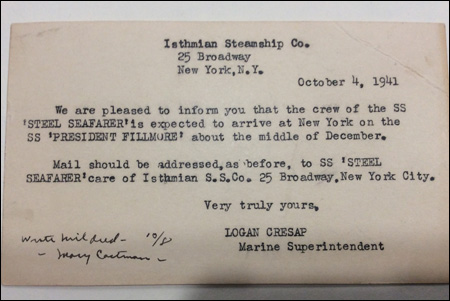 Isthmian Steamship Co.
25 Broadway
New York, N.Y.
October 4, 1941
We are pleased to inform you that the crew of the SS
'STEEL SEAFARER' is expected to arrive at New York on the
SS 'PRESIDENT FILLMORE' about the middle of December.
Mail should be addressed, as before, to SS 'STEEL
SEAFARER' care of Isthmian S.S.Co. 25 Broadway, New York City.
Very truly yours,
LOGAN CRESAP
Marine Superintendent
Wrote Mildred - 10/8
- Mary Eastman -